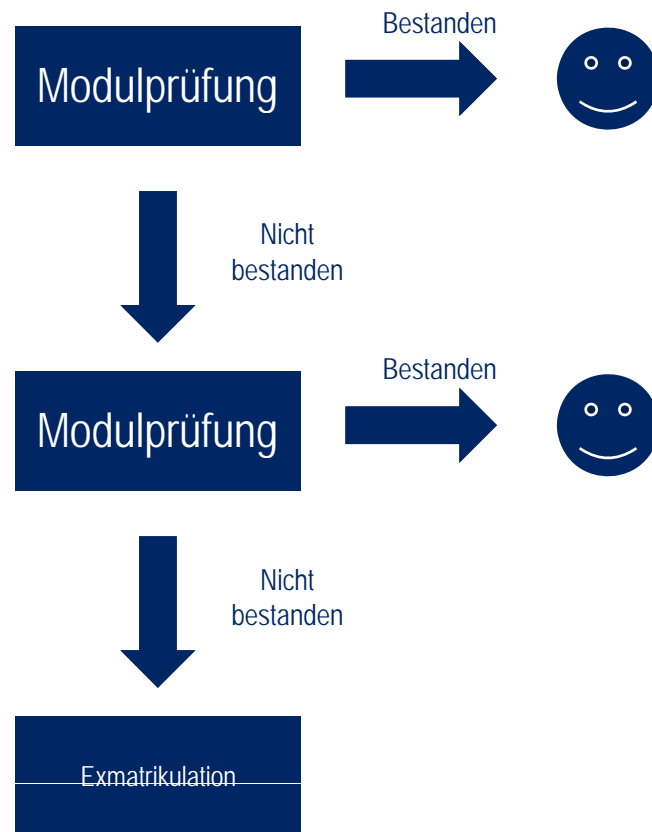 Bestanden
Modulprüfung
Nicht
bestanden
Bestanden
Modulprüfung
Nicht
bestanden
Exmatrikulation